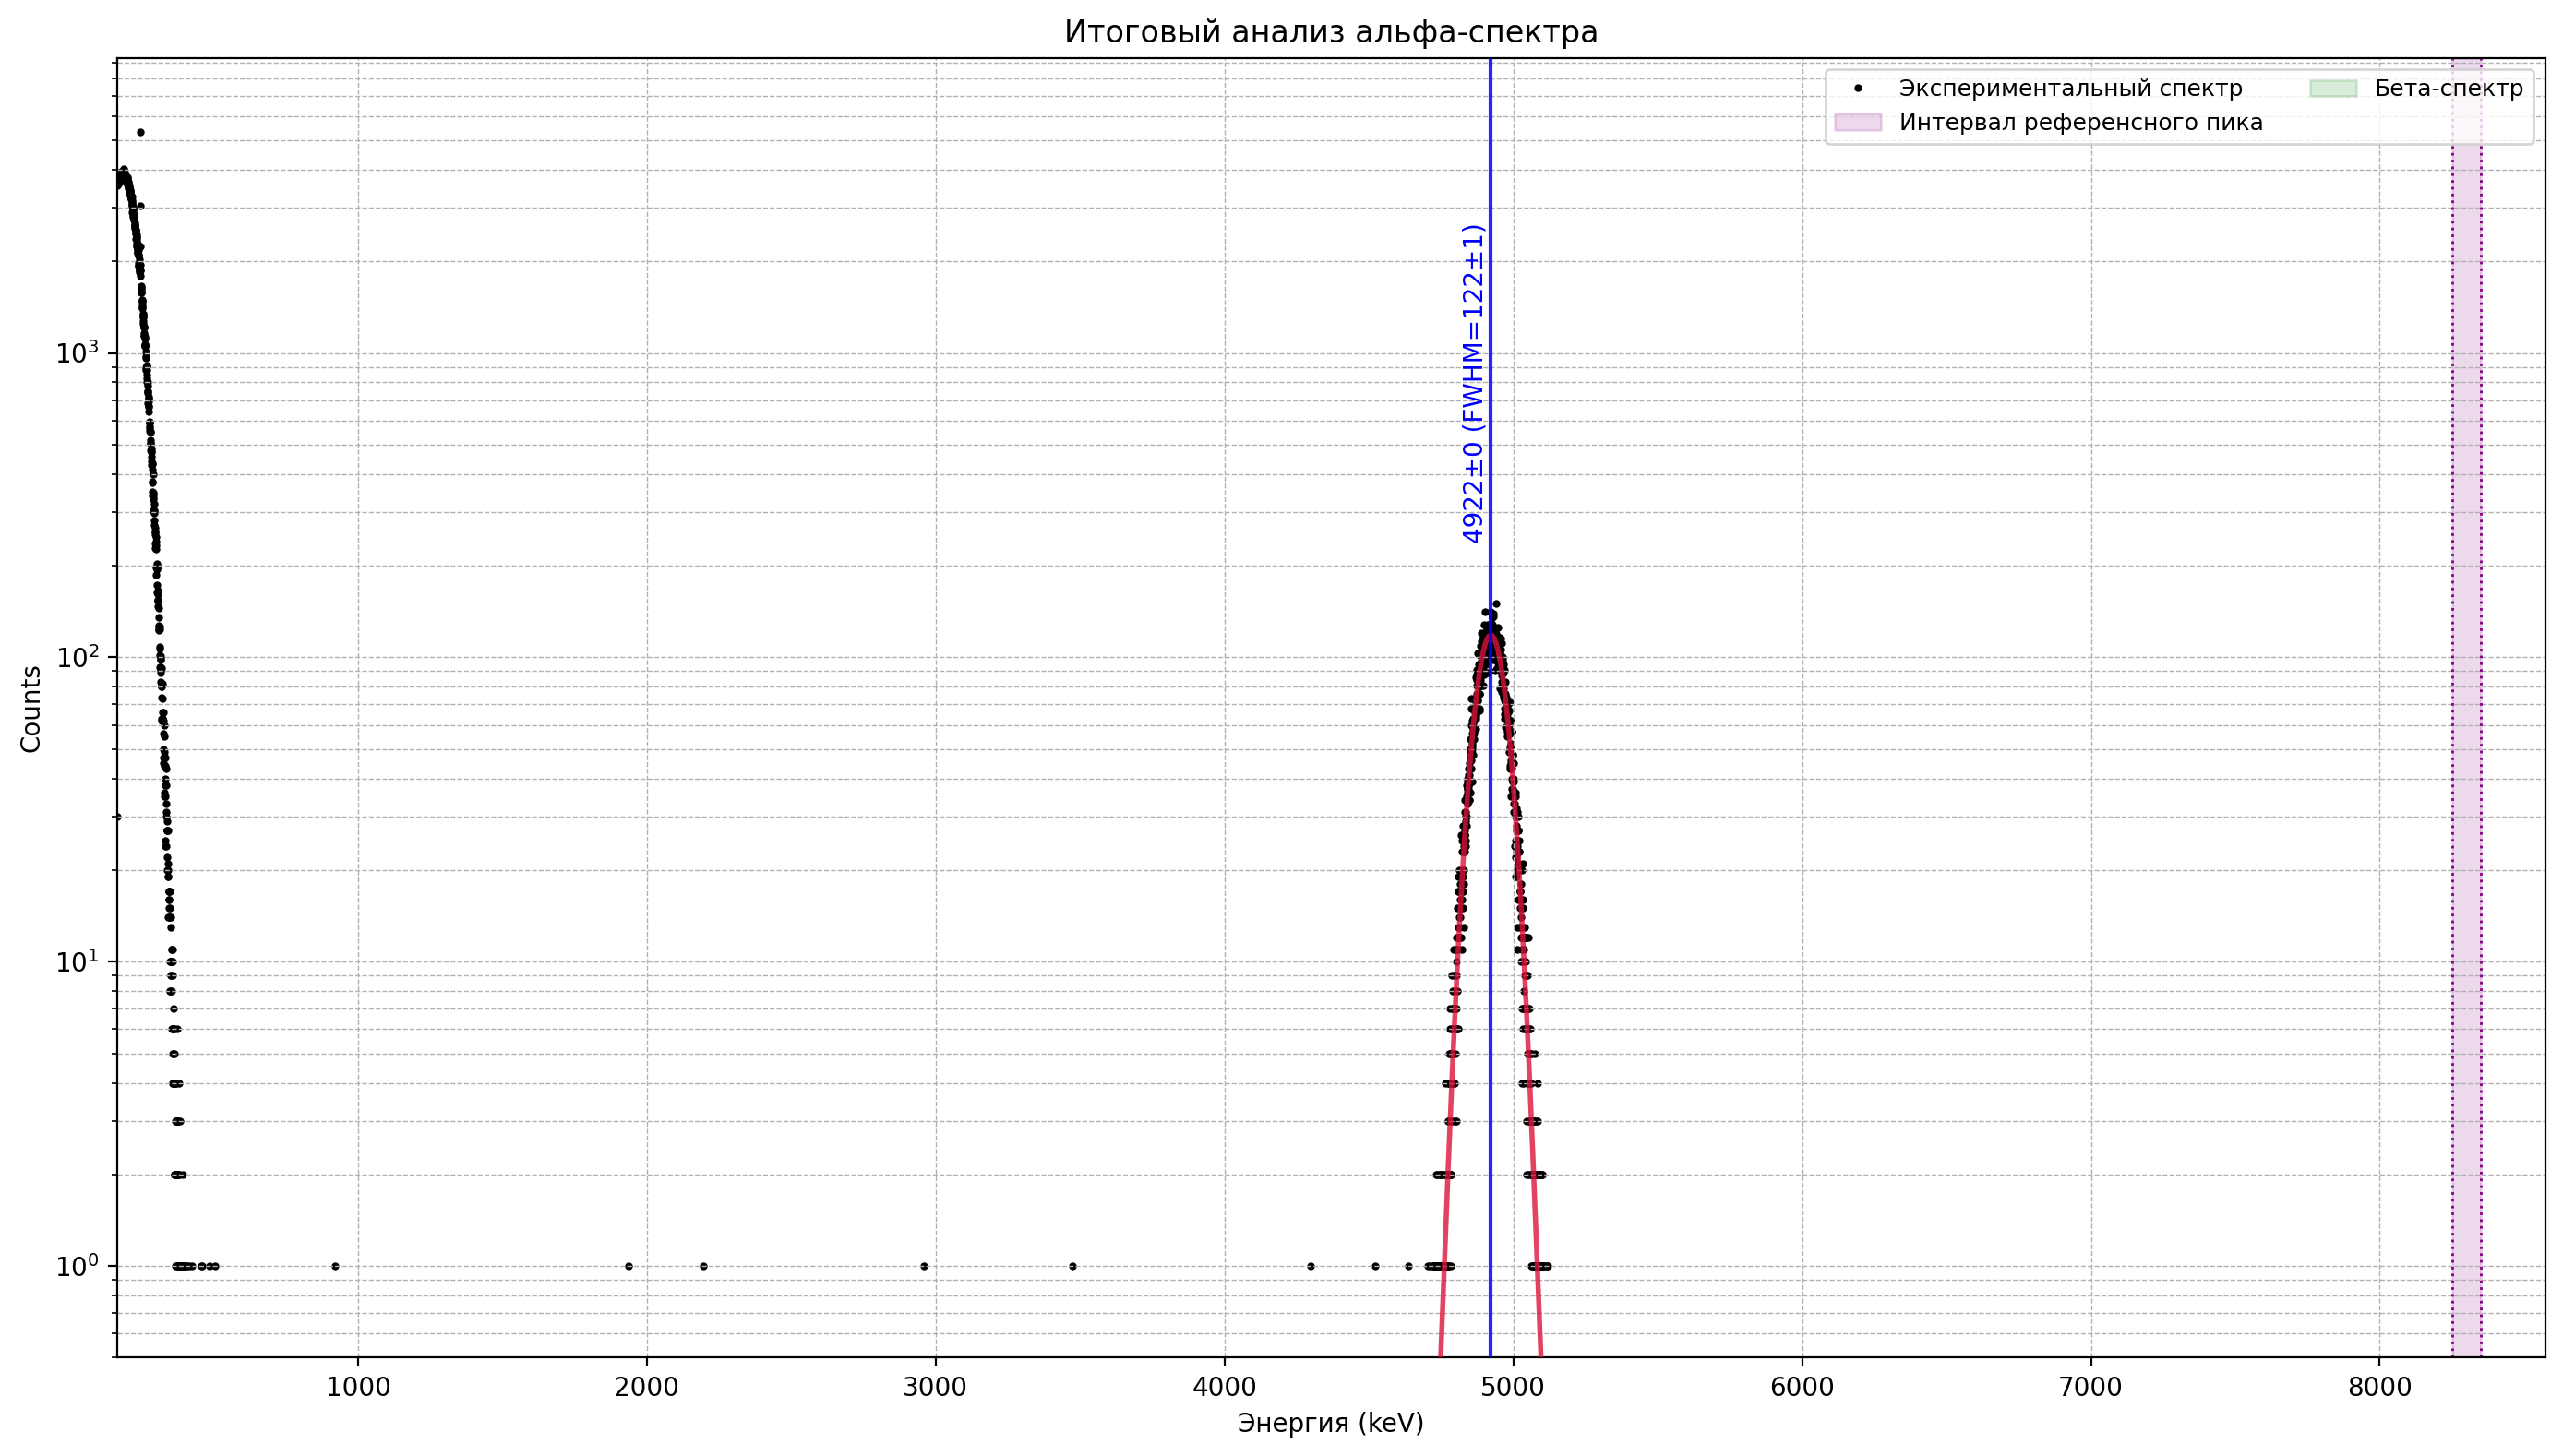 Итоговый анализ альфа-спектра
Экспериментальный спектр
Интервал референсного пика
Бета-спектр
4922±0 (FWHM=122±1)
Counts
10³
10²
10¹
10⁰
1000 2000 3000 4000 5000 6000 7000 8000
Энергия (keV)